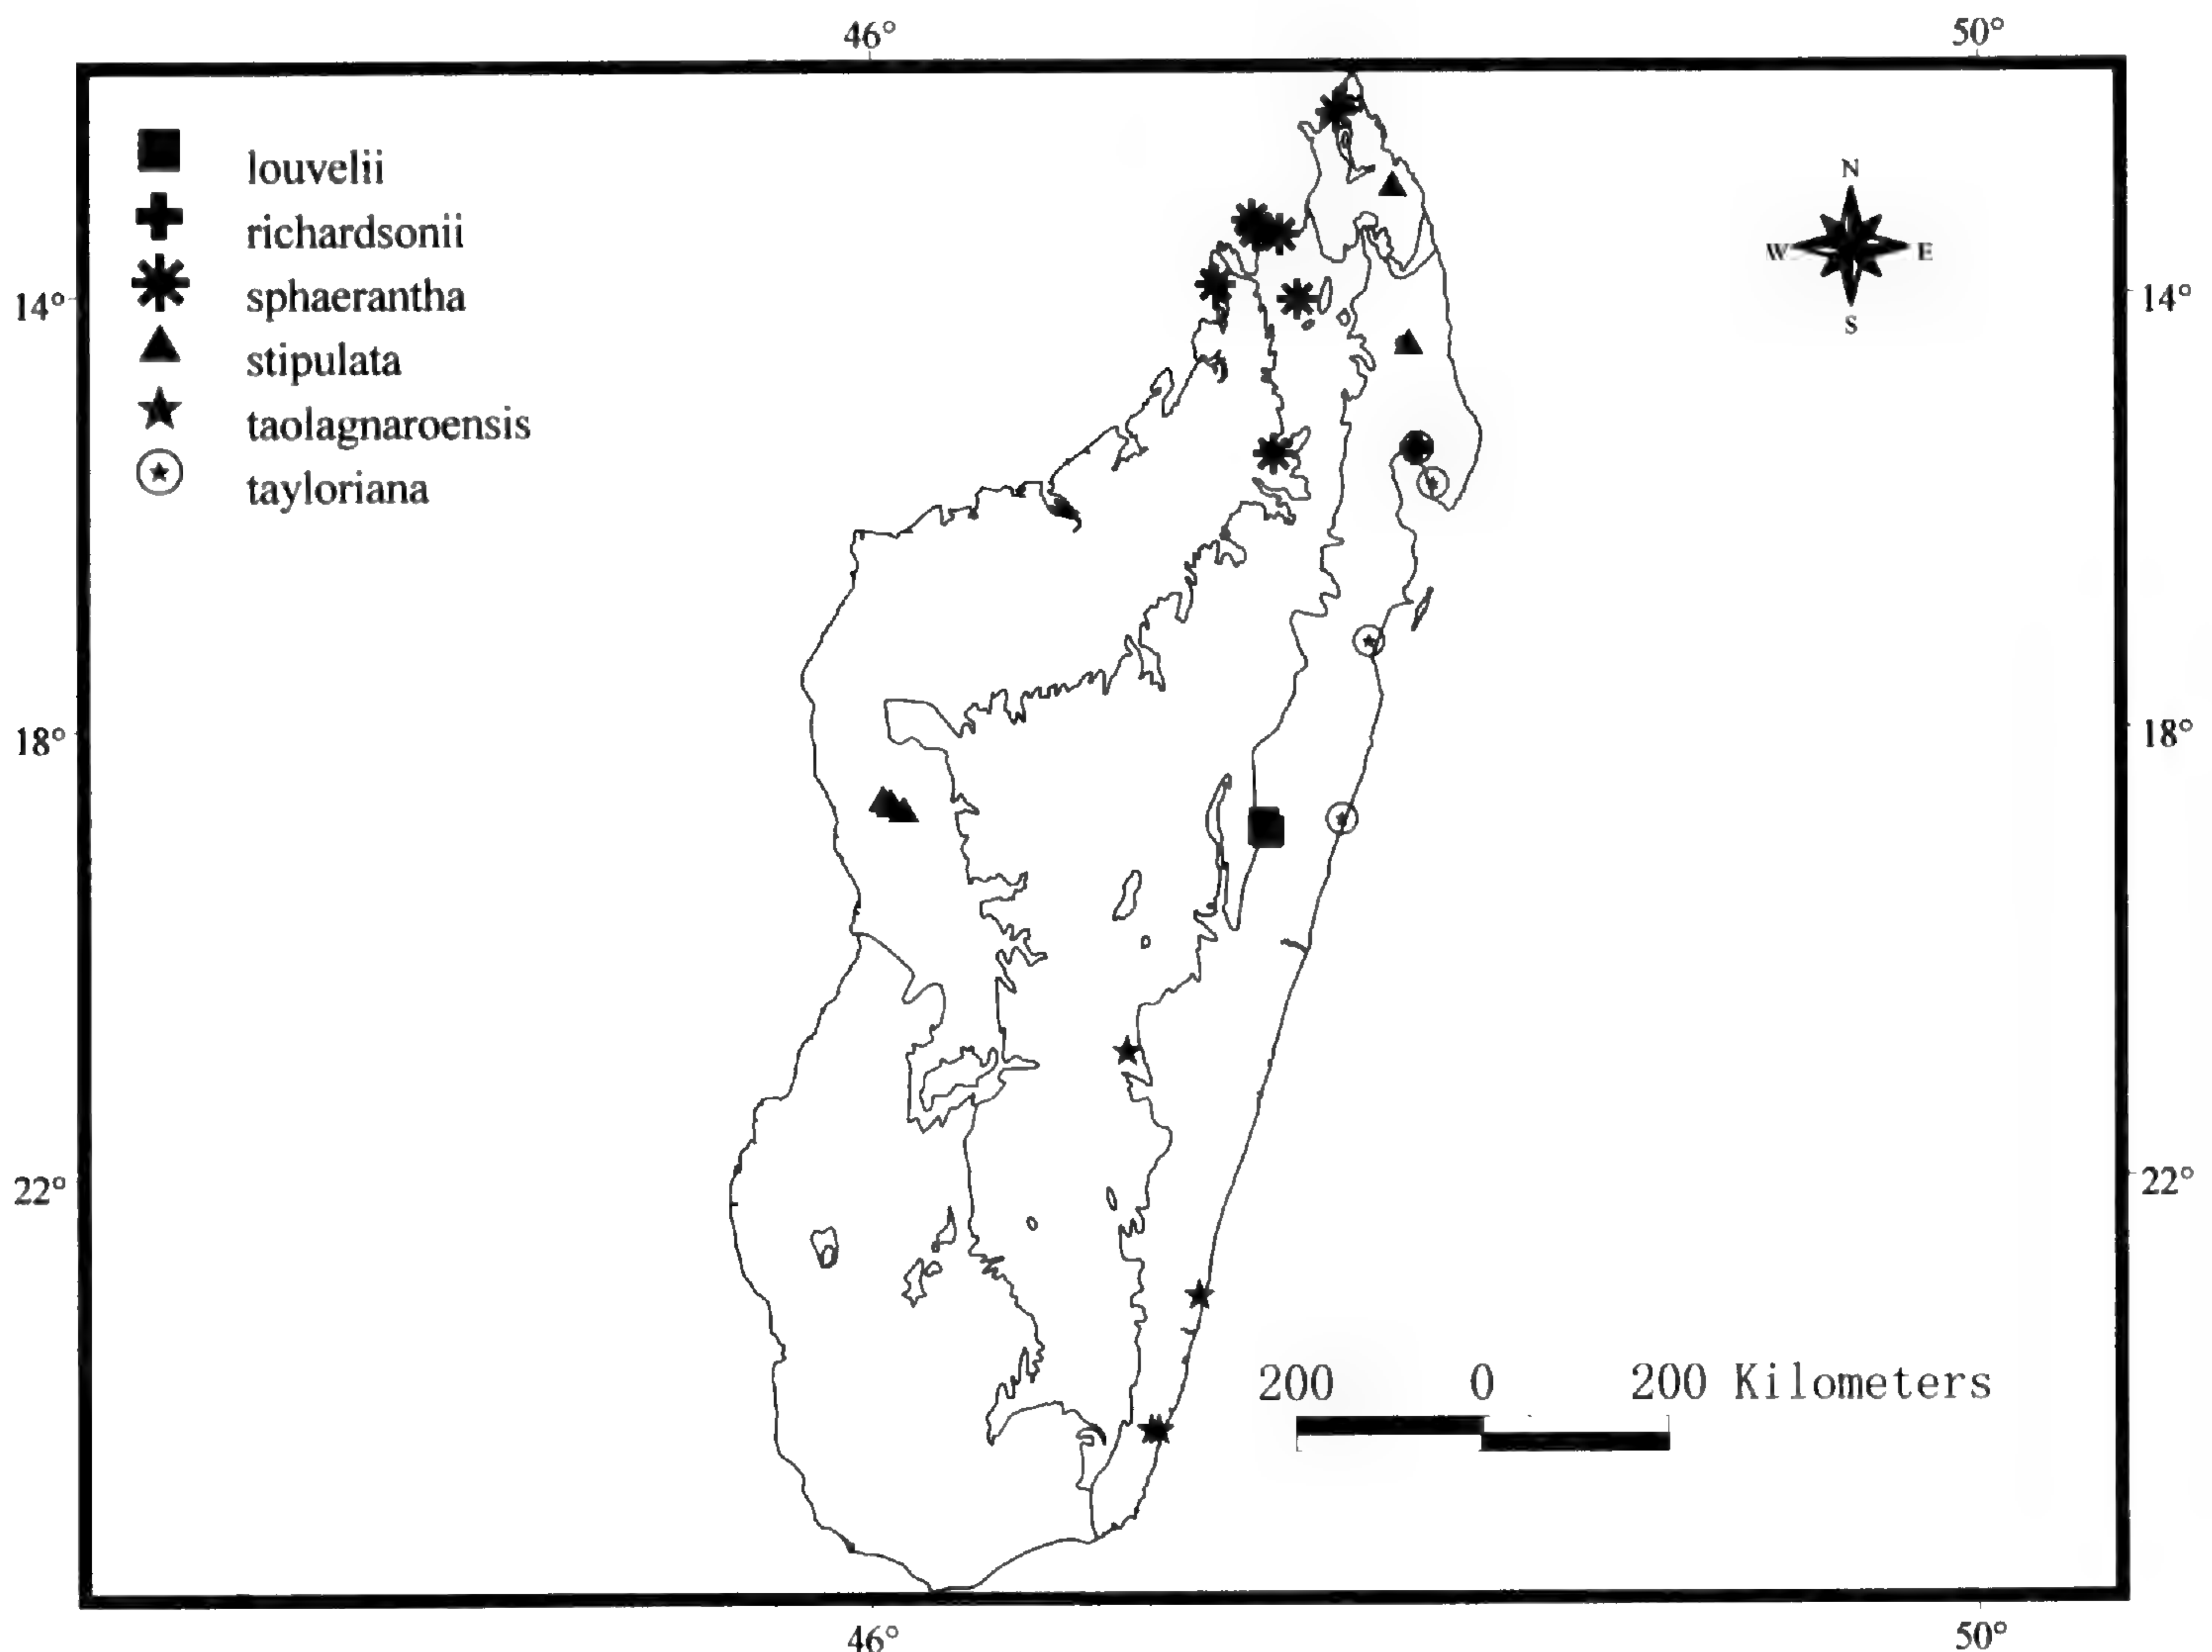 46° 50°
louvelii
richardsonii
sphaerantha
stipulata
taolagnaroensis
tayloriana
N
W E
S
14° 14°
18° 18°
22° 22°
200 0 200 Kilometers
46° 50°